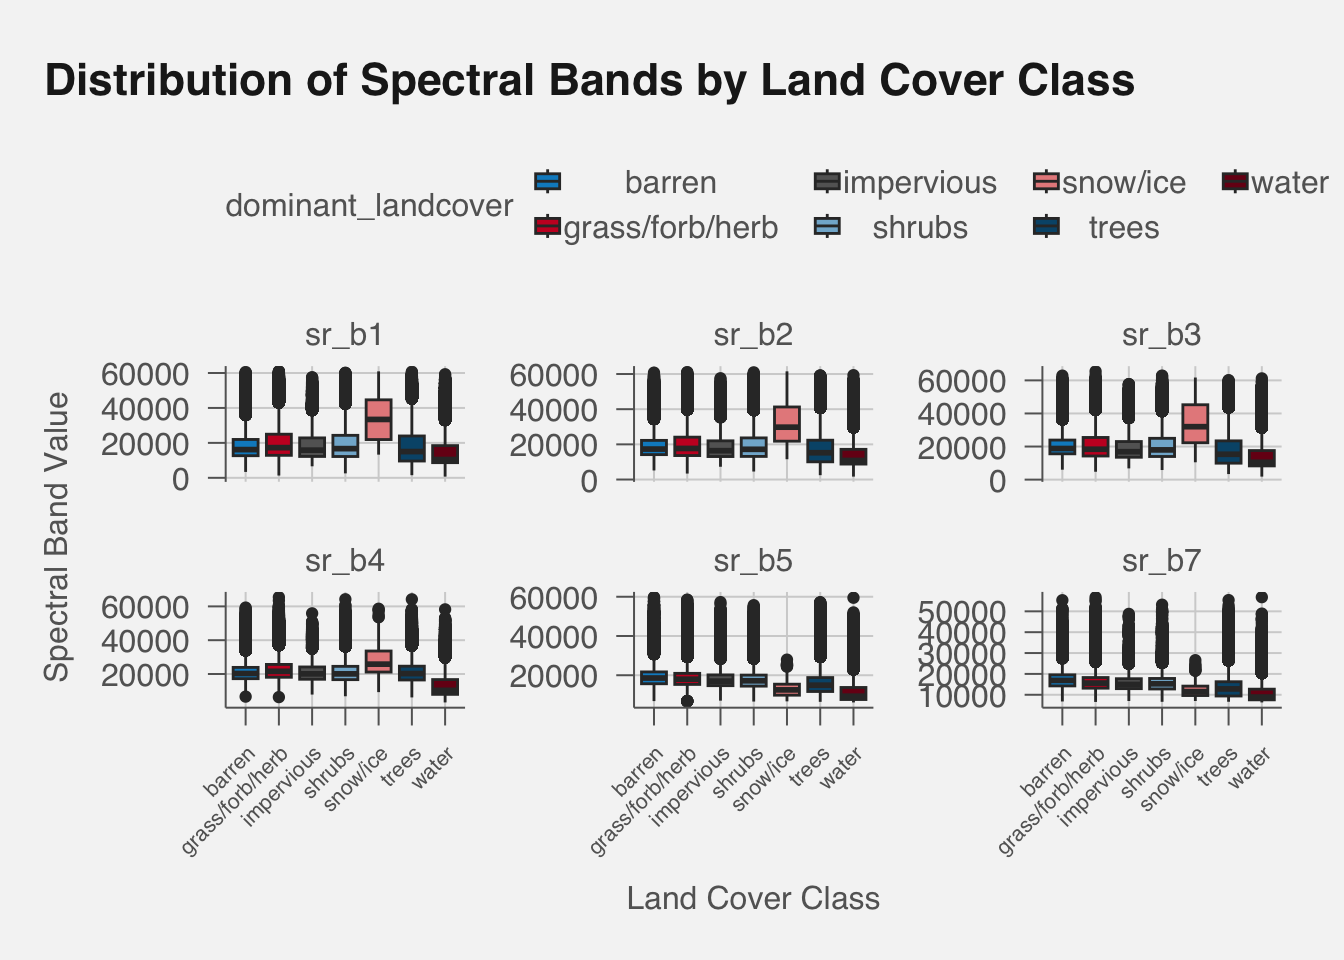 Distribution of Spectral Bands by Land Cover Class
dominant_landcover
barren
impervious
snow/ice
water
grass/forb/herb
shrubs
trees
Spectral Band Value
sr_b1
60000
40000
20000
0
sr_b2
60000
40000
20000
0
sr_b3
60000
40000
20000
0
sr_b4
60000
40000
20000
barren
grass/forb/herb
impervious
shrubs
snow/ice
trees
water
sr_b5
60000
40000
20000
barren
grass/forb/herb
impervious
shrubs
snow/ice
trees
water
sr_b7
50000
40000
30000
20000
10000
barren
grass/forb/herb
impervious
shrubs
snow/ice
trees
water
Land Cover Class